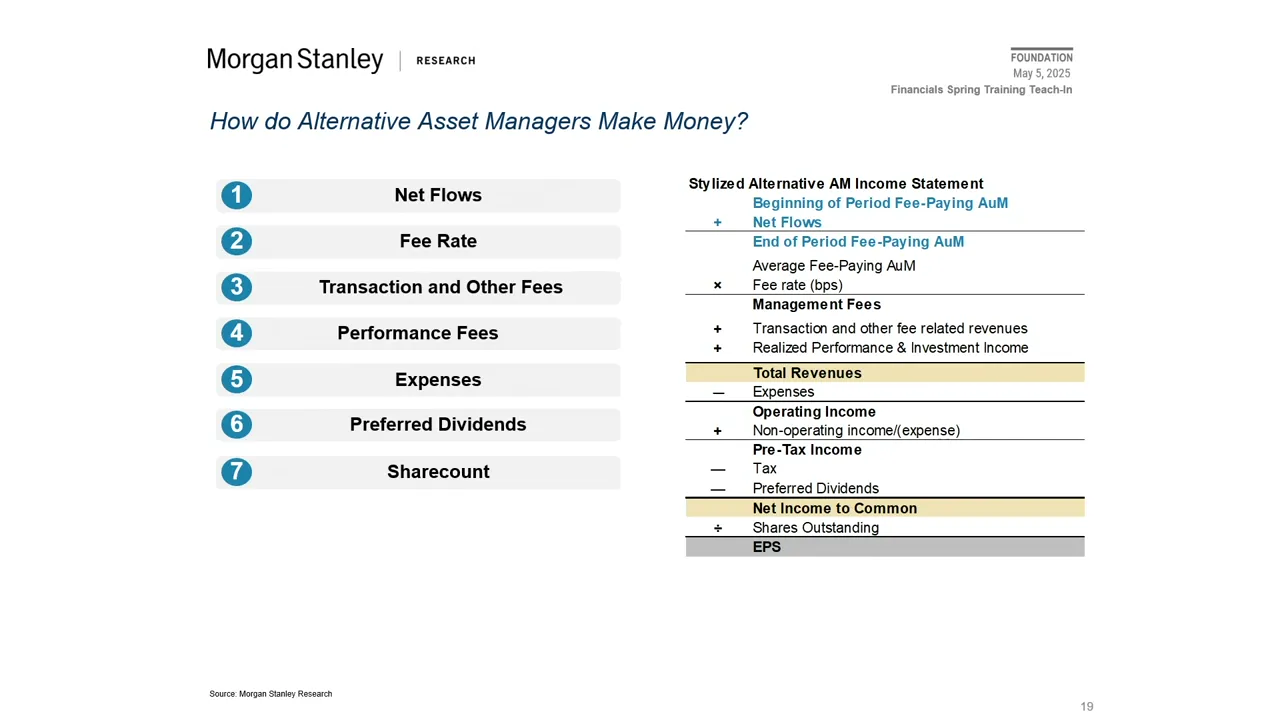 Morgan Stanley | RESEARCH
FOUNDATION
May 5, 2025
Financials Spring Training Teach-In
How do Alternative Asset Managers Make Money?
1 Net Flows
2 Fee Rate
3 Transaction and Other Fees
4 Performance Fees
5 Expenses
6 Preferred Dividends
7 Sharecount
Stylized Alternative AM Income Statement
Beginning of Period Fee-Paying AuM
+ Net Flows
End of Period Fee-Paying AuM
Average Fee-Paying AuM
× Fee rate (bps)
Management Fees
+ Transaction and other fee related revenues
+ Realized Performance & Investment Income
Total Revenues
— Expenses
Operating Income
+ Non-operating income/(expense)
Pre-Tax Income
— Tax
— Preferred Dividends
Net Income to Common
÷ Shares Outstanding
EPS
Source: Morgan Stanley Research
19